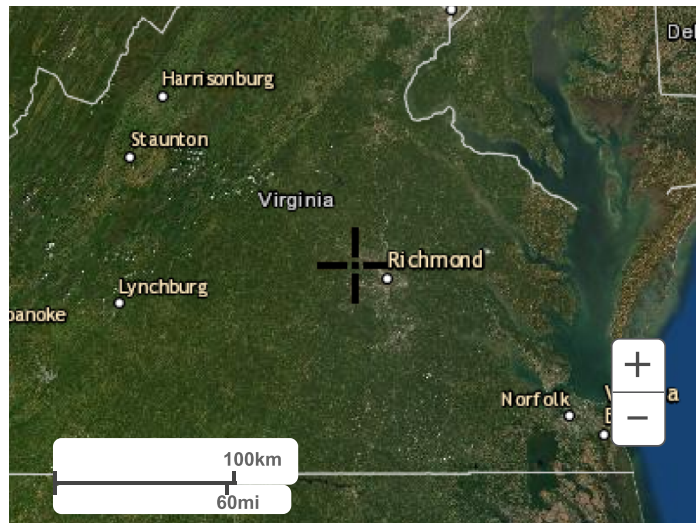 Del
Harrisonburg
Staunton
Virginia
Richmond
Lynchburg
oanoke
Norfolk
V a
B
+
−
100km
60mi